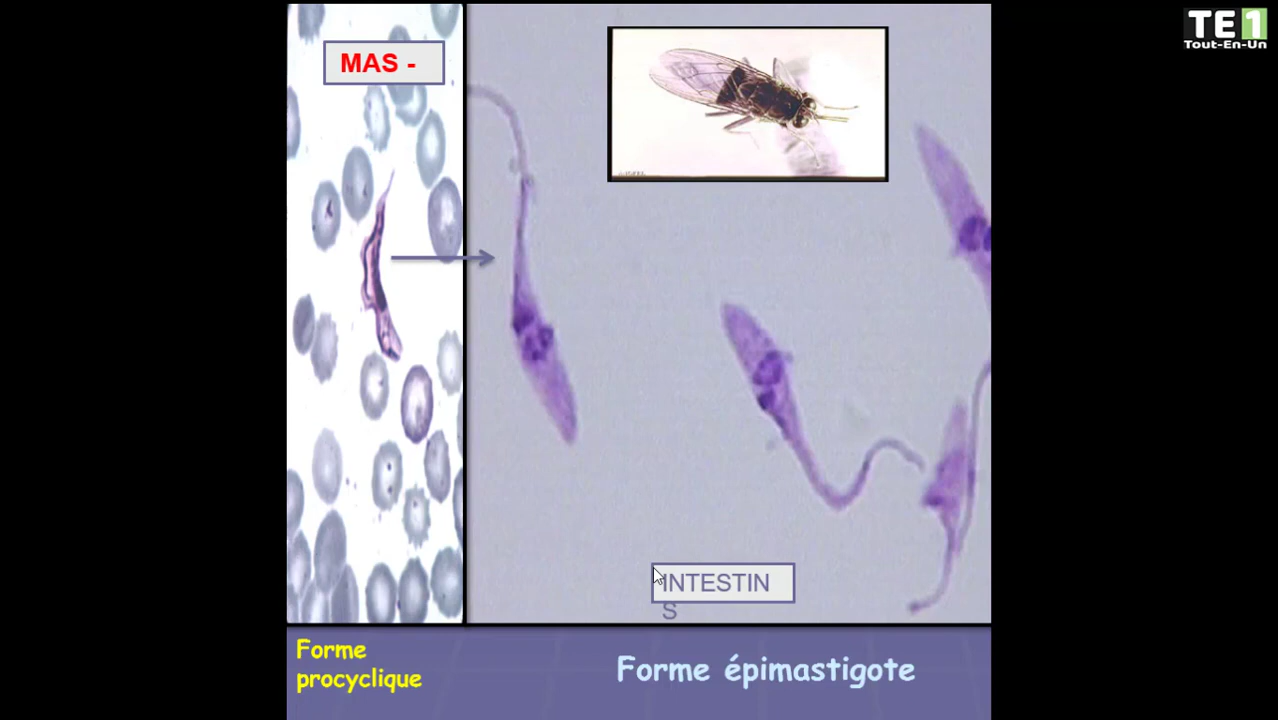 TE1
Tout-En-Un
MAS -
INTESTIN
S
Forme
procyclique
Forme épimastigote